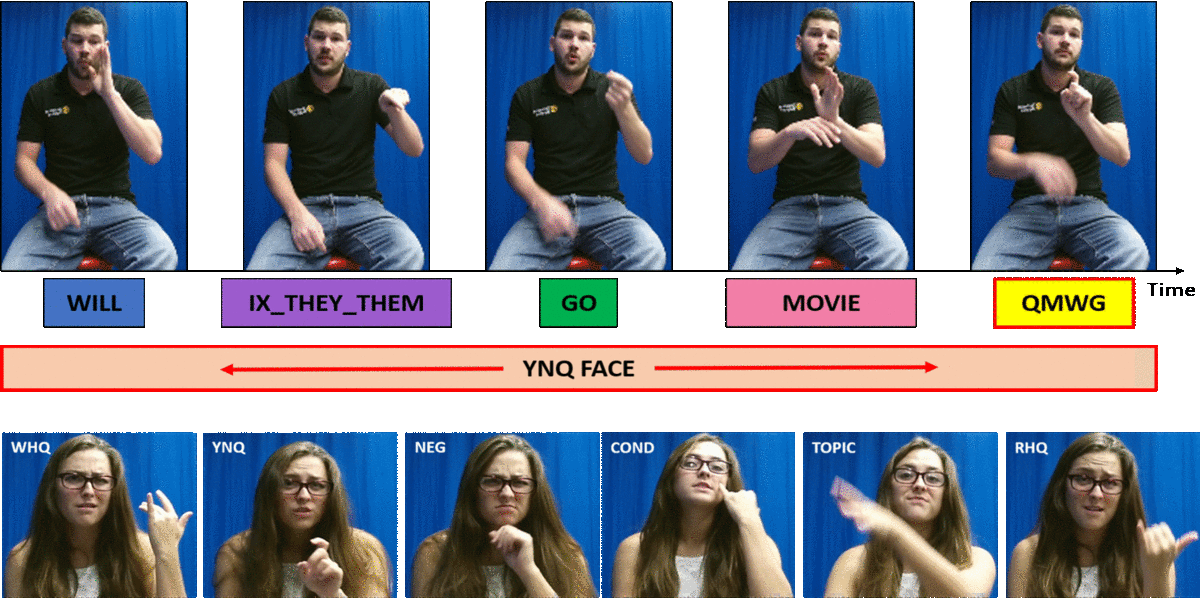 WILL
IX_THEY_THEM
GO
MOVIE
QMWG
Time
YNQ FACE
WHQ
YNQ
NEG
COND
TOPIC
RHQ